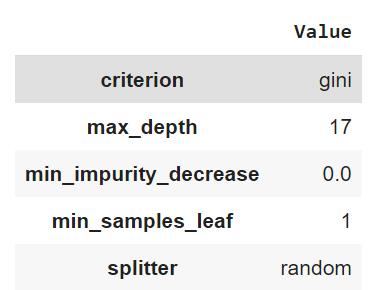 Value
criterion gini
max_depth 17
min_impurity_decrease 0.0
min_samples_leaf 1
splitter random